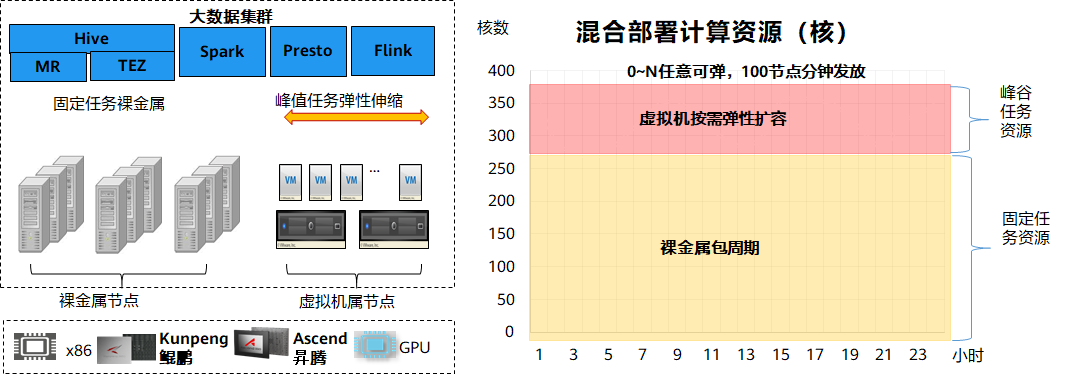 大数据集群
Hive
MR
TEZ
Spark
Presto
Flink
固定任务裸金属
峰值任务弹性伸缩
VM
VM
VM
...
VM
裸金属节点
虚拟机属节点
x86
Kunpeng
鲲鹏
Ascend
昇腾
GPU
核数
混合部署计算资源（核）
0~N任意可弹，100节点分钟发放
400
350
300
250
200
150
100
50
0
虚拟机按需弹性扩容
裸金属包周期
峰谷
任务
资源
固定任
务资源
1 3 5 7 9 11 13 15 17 19 21 23
小时